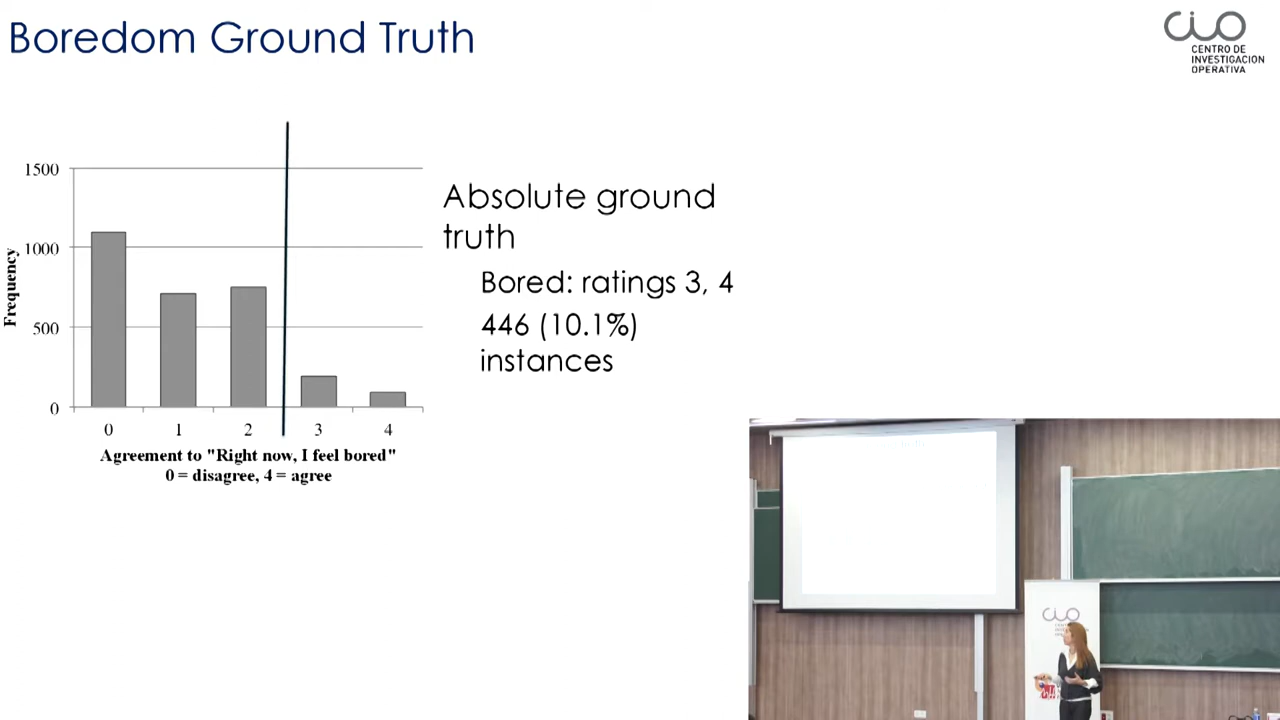 Boredom Ground Truth
CIO
CENTRO DE
INVESTIGACION
OPERATIVA
1500
1000
500
0
Frequency
0 1 2 3 4
Agreement to "Right now, I feel bored"
0 = disagree, 4 = agree
Absolute ground
truth
Bored: ratings 3, 4
446 (10.1%)
instances
CIO